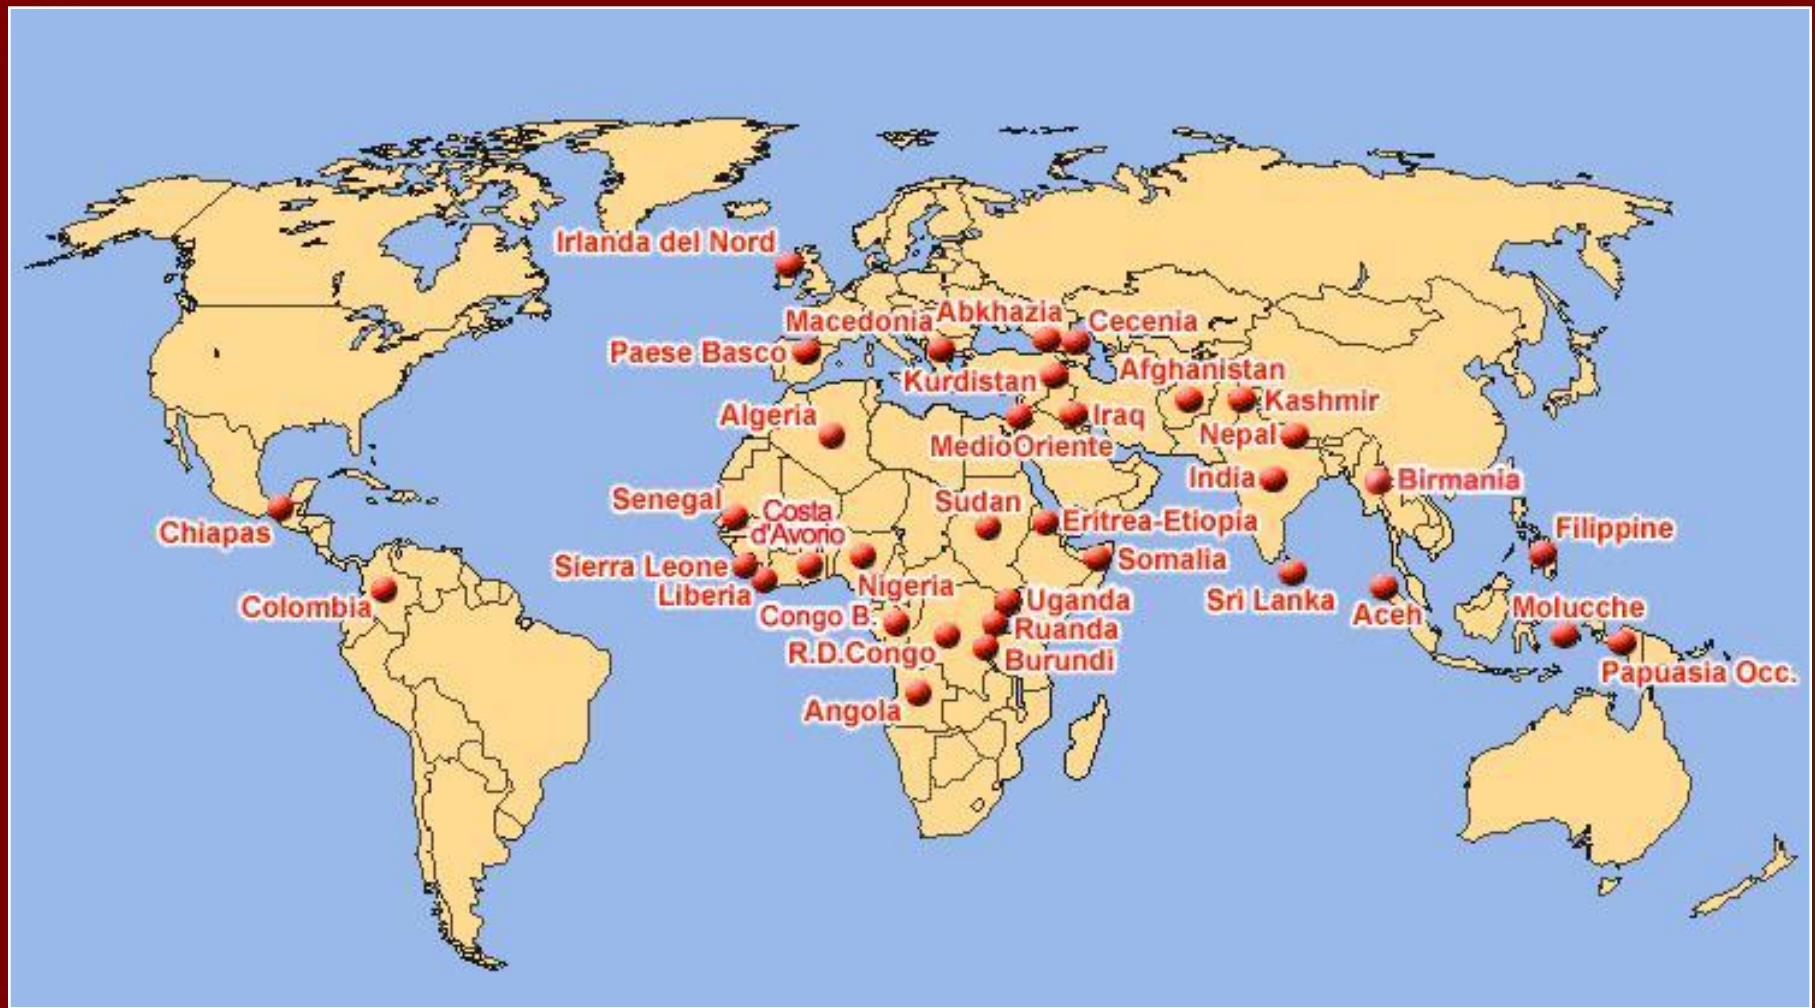 Irlanda del Nord
Macedonia
Abkhazia
Cecenia
Paese Basco
Kurdistan
Afghanistan
Kashmir
Algeria
Iraq
MedioOriente
Nepal
India
Birmania
Senegal
Costa
d'Avorio
Sudan
Eritrea-Etiopia
Filippine
Chiapas
Sierra Leone
Somalia
Liberia
Nigeria
Colombia
Uganda
Sri Lanka
Aceh
Molucche
Congo B.
Ruanda
R.D.Congo
Burundi
Papuasia Occ.
Angola